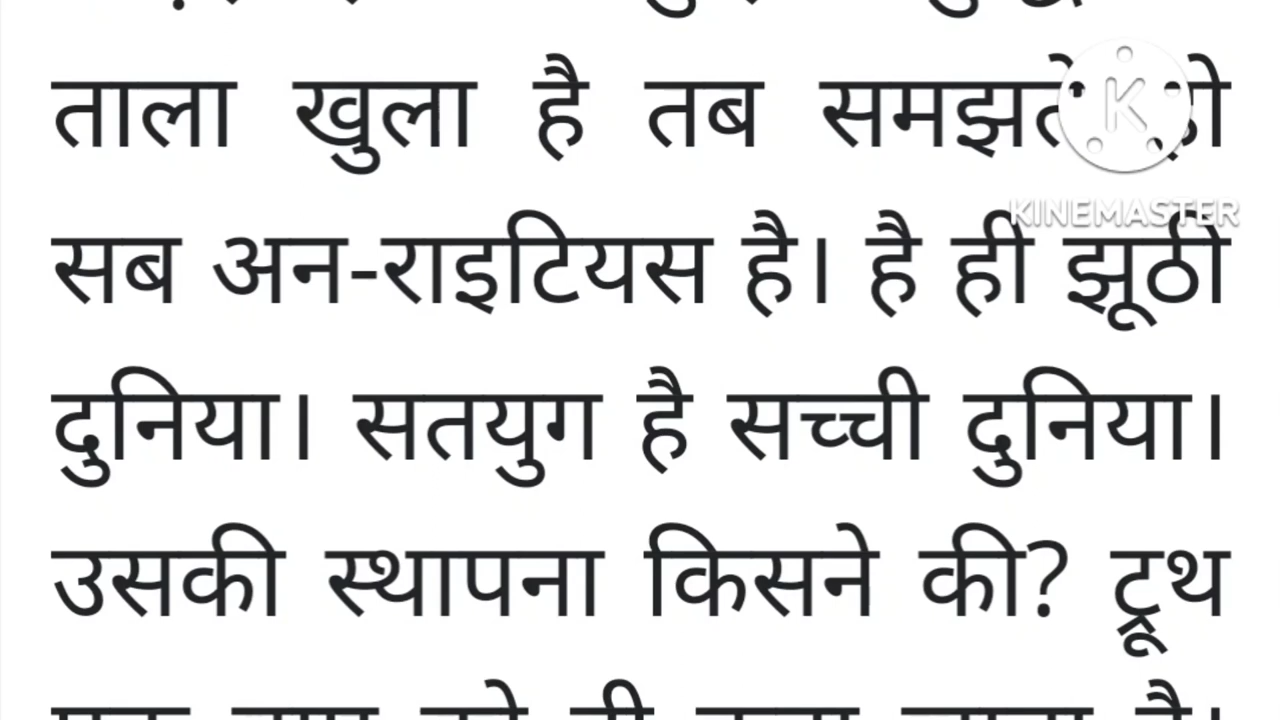 ताला खुला है तब समझते हो
सब अन-राइटियस है। है ही झूठी
दुनिया। सतयुग है सच्ची दुनिया।
उसकी स्थापना किसने की? ट्रूथ
KINEMASTER